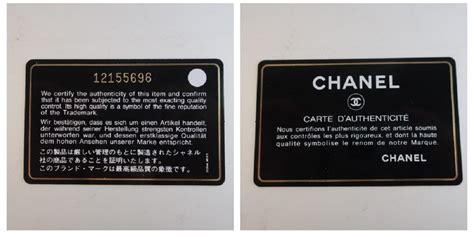 12155696
We certify the authenticity of this item and confirm
that it has been subjected to the most exacting quality
control. Its high quality is a symbol of the fine reputation
of the Trademark.
Wir bestätigen, dass es sich um einen Artikel handelt,
der während seiner Herstellung strengsten Kontrollen
unterworfen war, und dessen erstklassige Qualität
dem hohen Ansehen unserer Marke entspricht.
この製品は厳しい管理のもとに製造されたシャネル
社の商品であることを証明いたします。
このブランド・マークは最高級品質の象徴です。
CHANEL
CARTE D'AUTHENTICITÉ
Nous certifions l'authenticité de cet article soumis
aux contrôles les plus rigoureux, et dont la haute
qualité symbolise le renom de notre Marque.
CHANEL